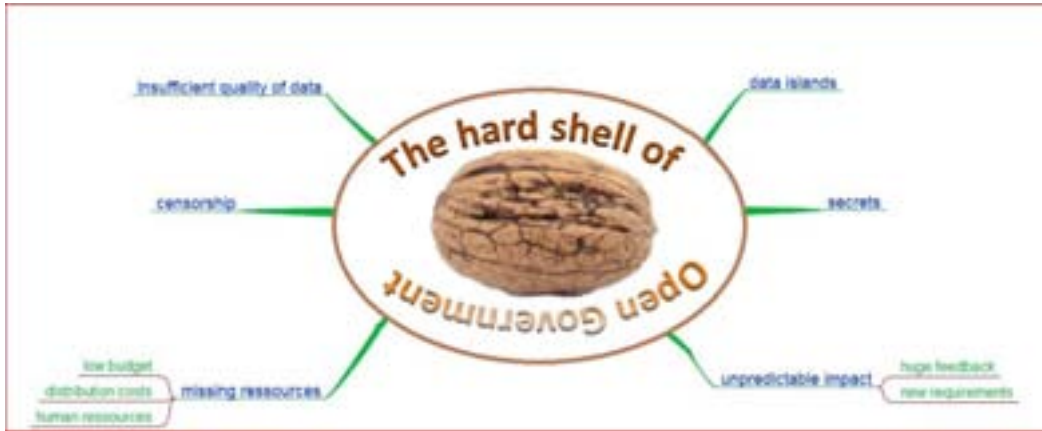 The hard shell of
Open Government
insufficient quality of data
censorship
missing ressources
low budget
distribution costs
human ressources
data islands
secrets
unpredictable impact
huge feedback
new requirements